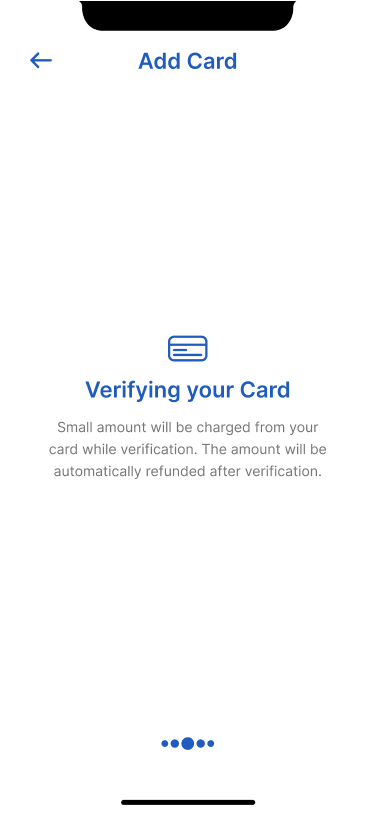 Add Card
Verifying your Card
Small amount will be charged from your
card while verification. The amount will be
automatically refunded after verification.